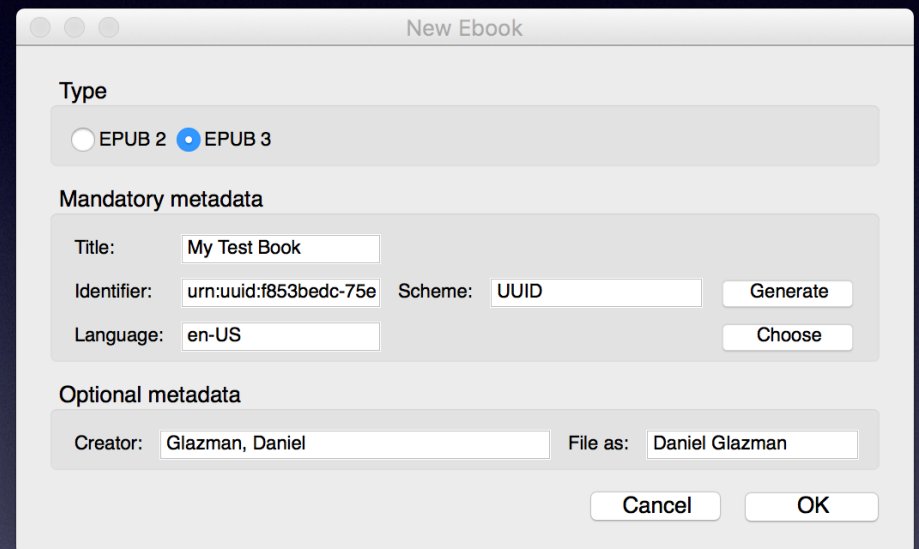 New Ebook
Type
EPUB 2 EPUB 3
Mandatory metadata
Title: My Test Book
Identifier: urn:uuid:f853bedc-75e Scheme: UUID Generate
Language: en-US Choose
Optional metadata
Creator: Glazman, Daniel File as: Daniel Glazman
Cancel OK